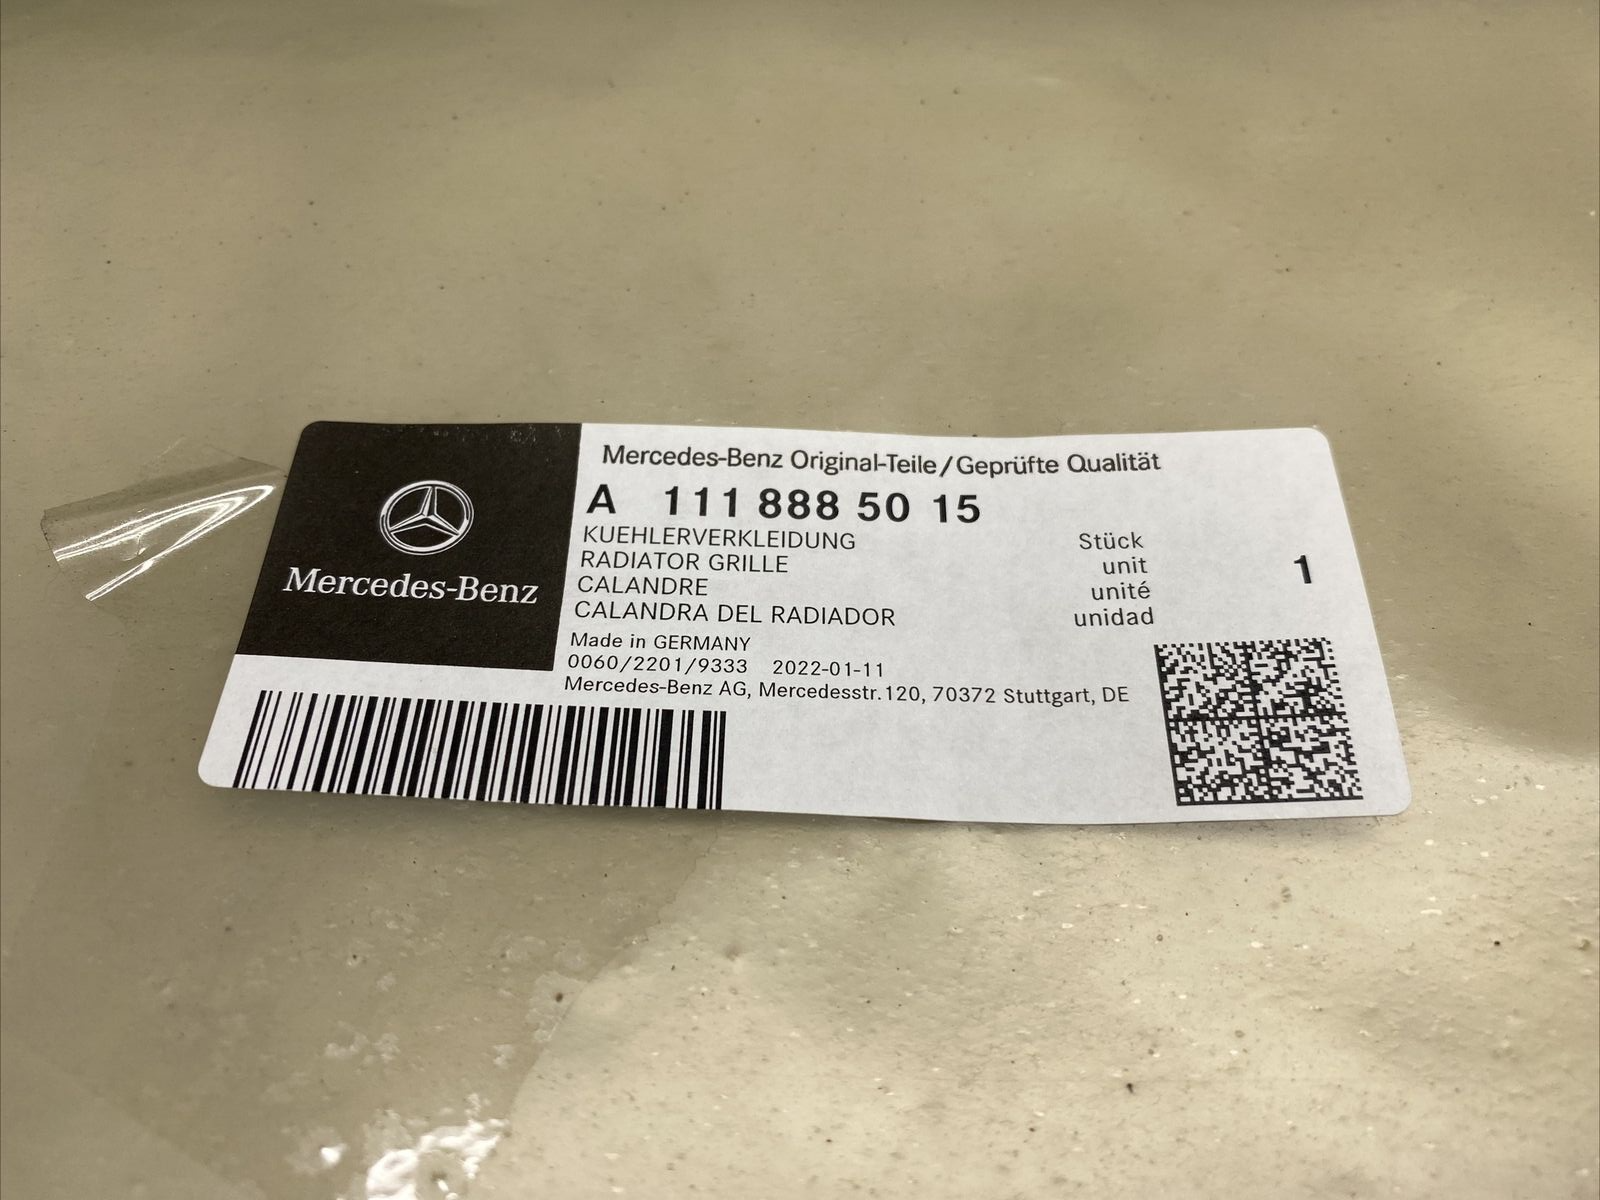 Mercedes-Benz
Mercedes-Benz Original-Teile/Geprüfte Qualität
A 111 888 50 15
KUEHLERVERKLEIDUNG Stück
RADIATOR GRILLE unit
CALANDRE unité
CALANDRA DEL RADIADOR unidad
1
Made in GERMANY
0060/2201/9333 2022-01-11
Mercedes-Benz AG, Mercedesstr.120, 70372 Stuttgart, DE